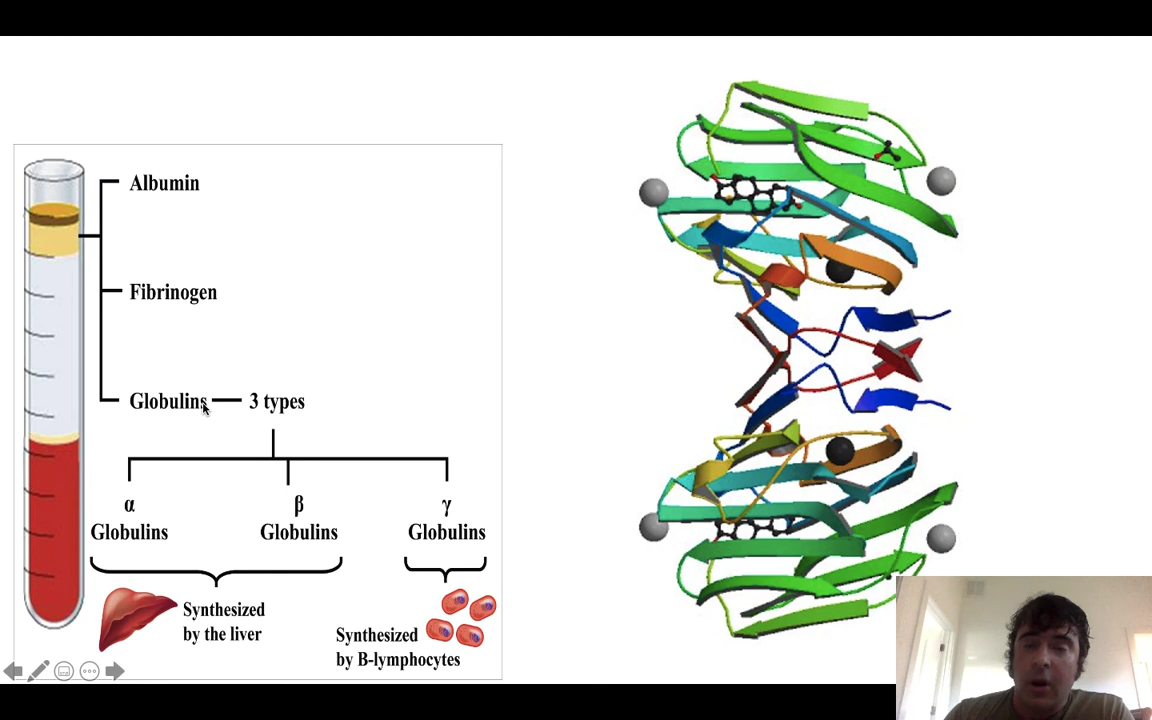 Albumin
Fibrinogen
Globulins
3 types
α
Globulins
β
Globulins
γ
Globulins
Synthesized
by the liver
Synthesized
by B-lymphocytes